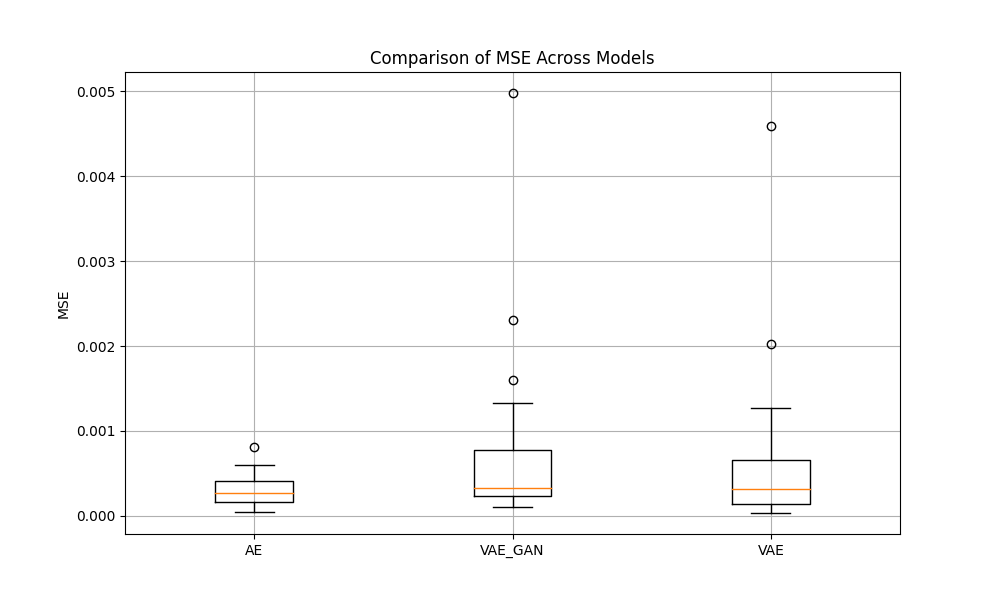 Comparison of MSE Across Models
MSE
0.005
0.004
0.003
0.002
0.001
0.000
AE
VAE_GAN
VAE